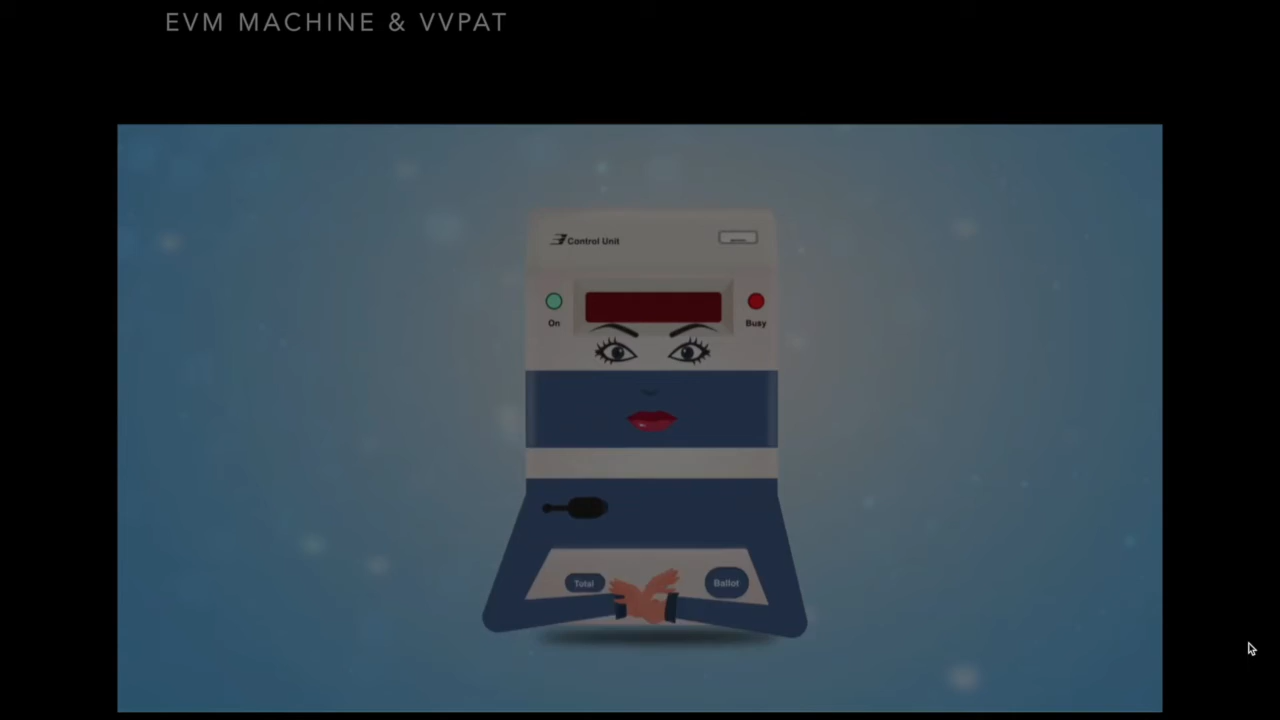 EVM MACHINE & VVPAT
Control Unit
On
Busy
Total
Ballot